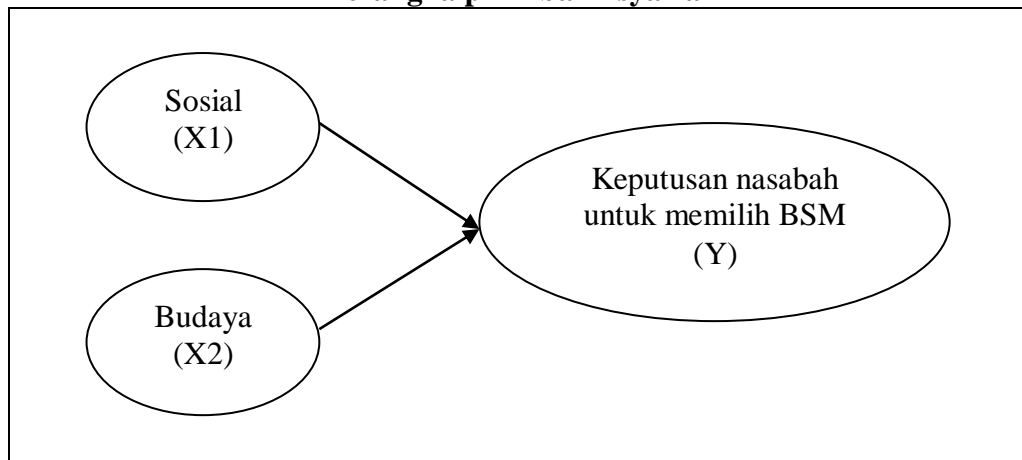 Sosial
(X1)
Keputusan nasabah
untuk memilih BSM
(Y)
Budaya
(X2)